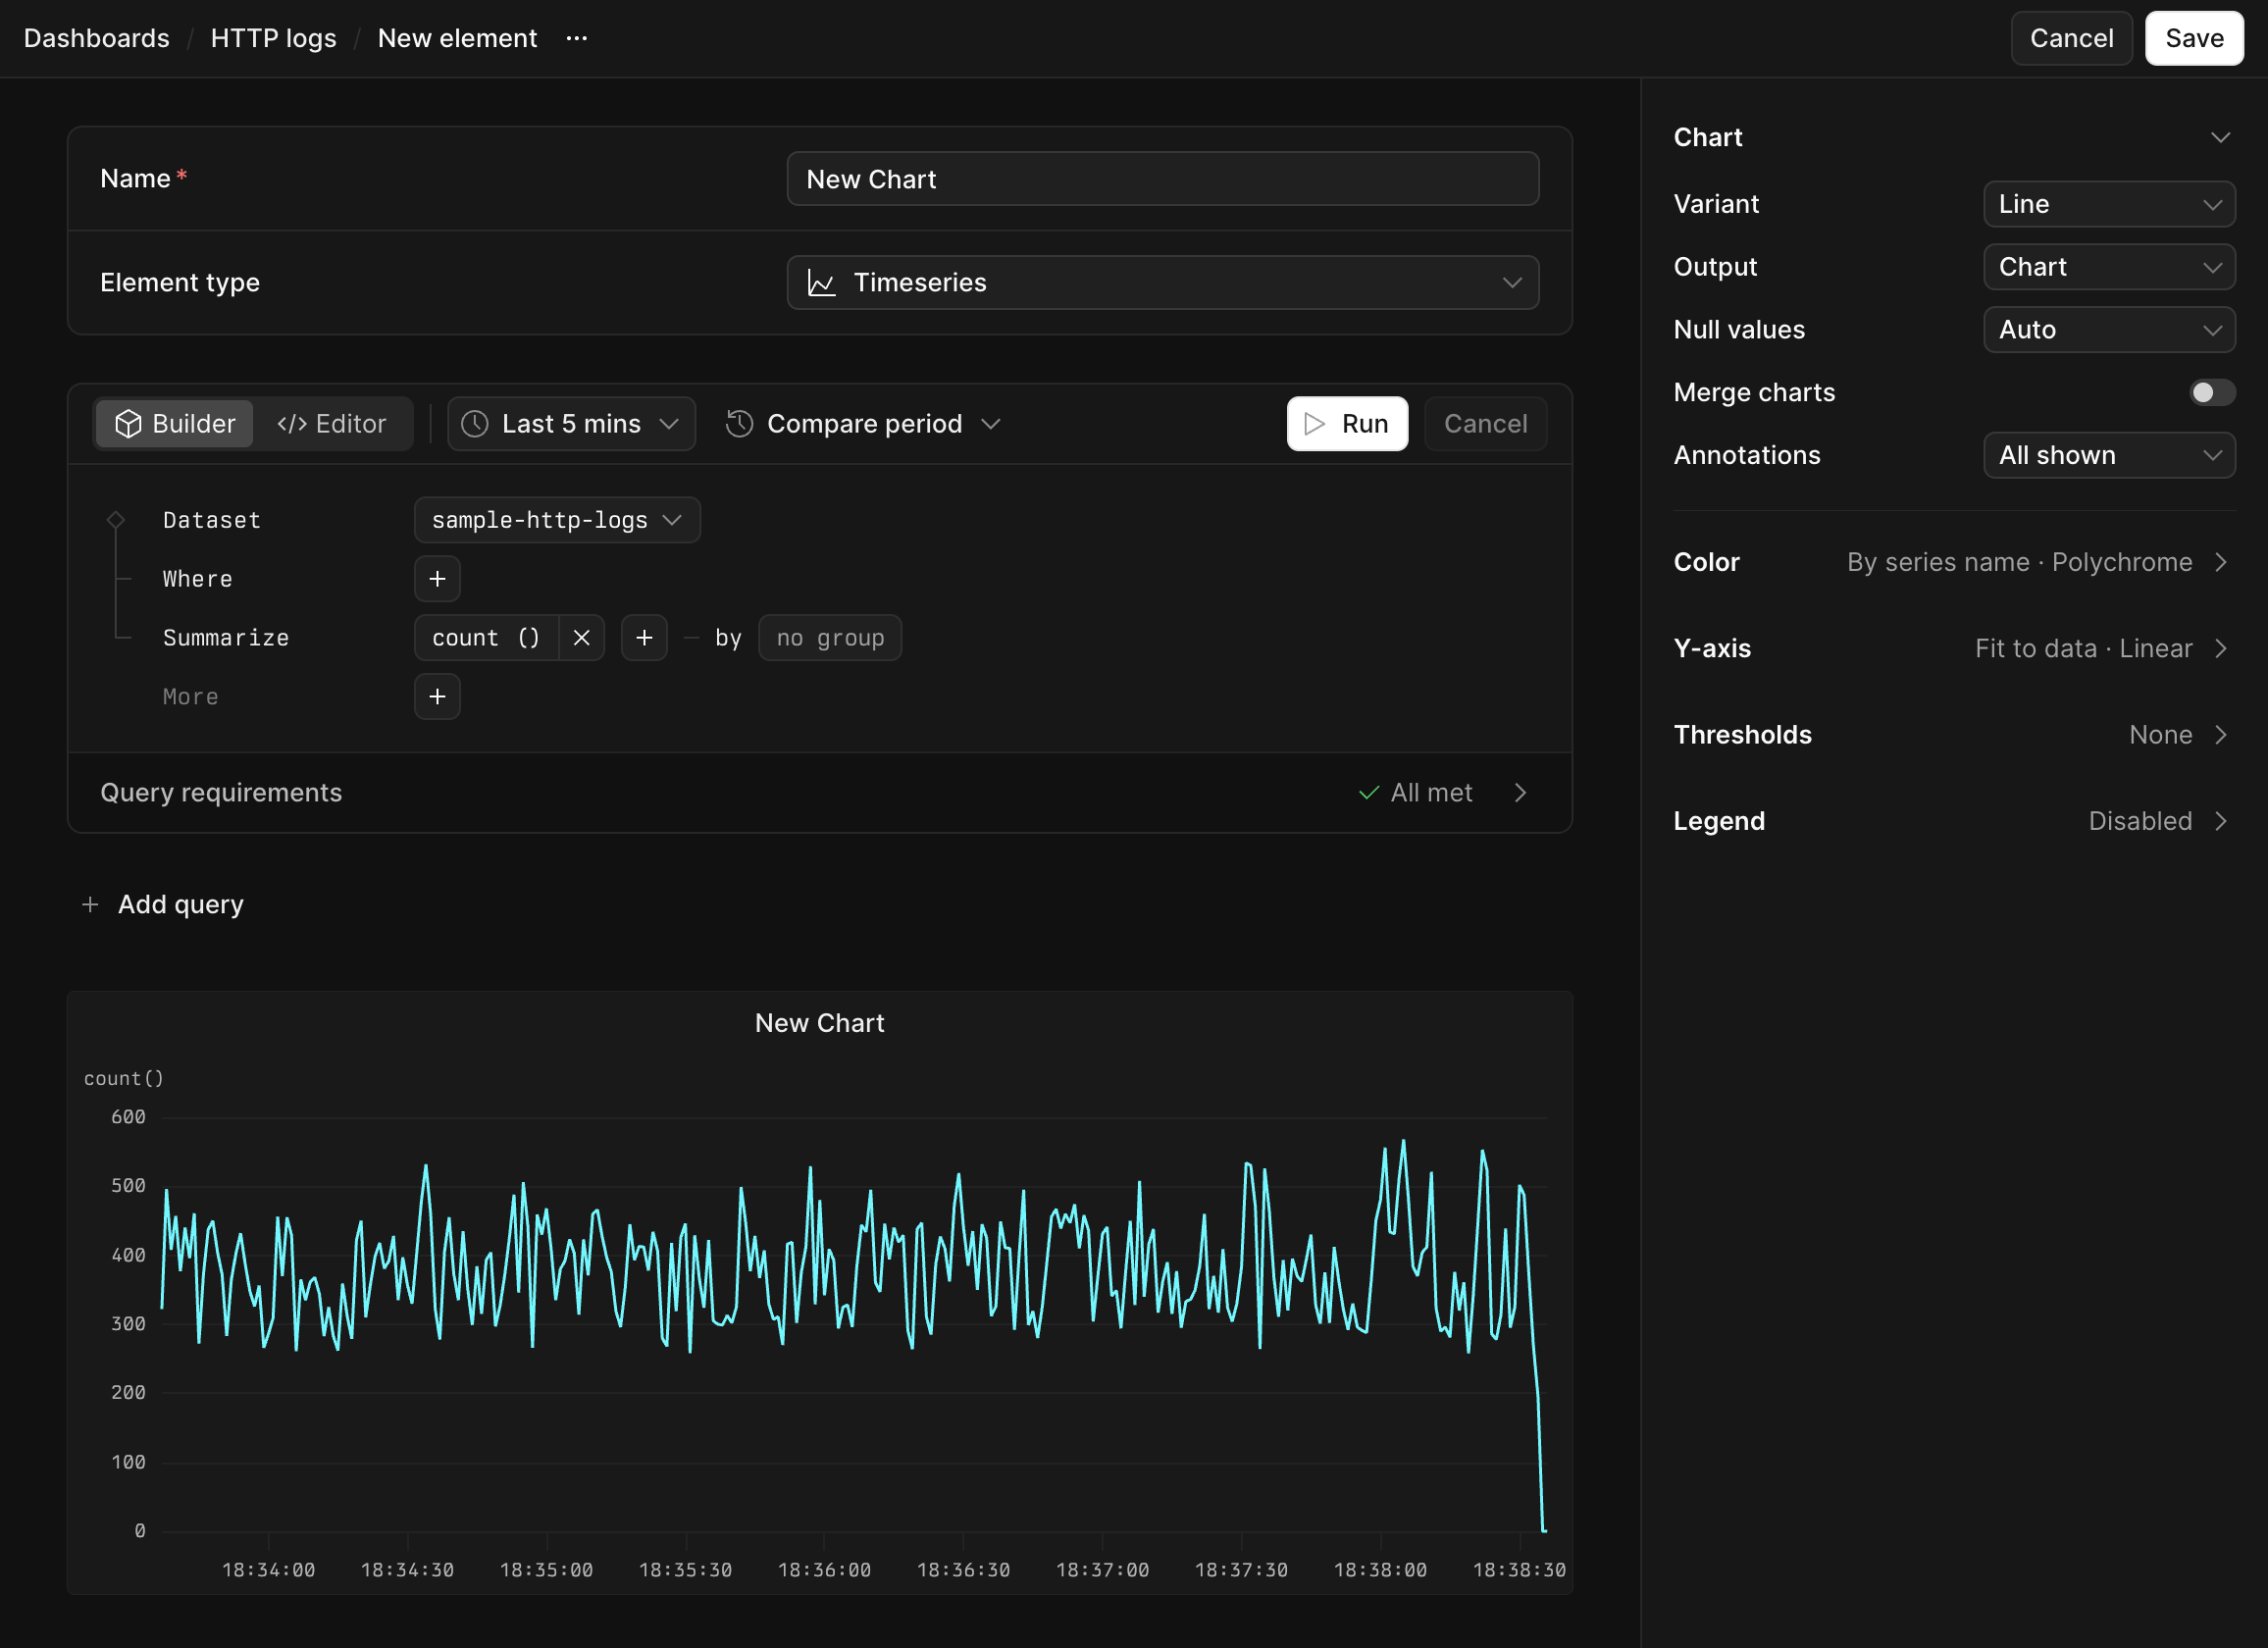 Dashboards / HTTP logs / New element ...
Cancel
Save
Name*
New Chart
Element type
Timeseries
Builder
</> Editor
Last 5 mins
Compare period
Run
Cancel
Dataset
sample-http-logs
Where
+
Summarize
count ()
+
by
no group
More
+
Query requirements
All met
+ Add query
New Chart
count()
600
500
400
300
200
100
0
18:34:00
18:34:30
18:35:00
18:35:30
18:36:00
18:36:30
18:37:00
18:37:30
18:38:00
18:38:30
Chart
Variant
Line
Output
Chart
Null values
Auto
Merge charts
Annotations
All shown
Color
By series name · Polychrome
Y-axis
Fit to data · Linear
Thresholds
None
Legend
Disabled